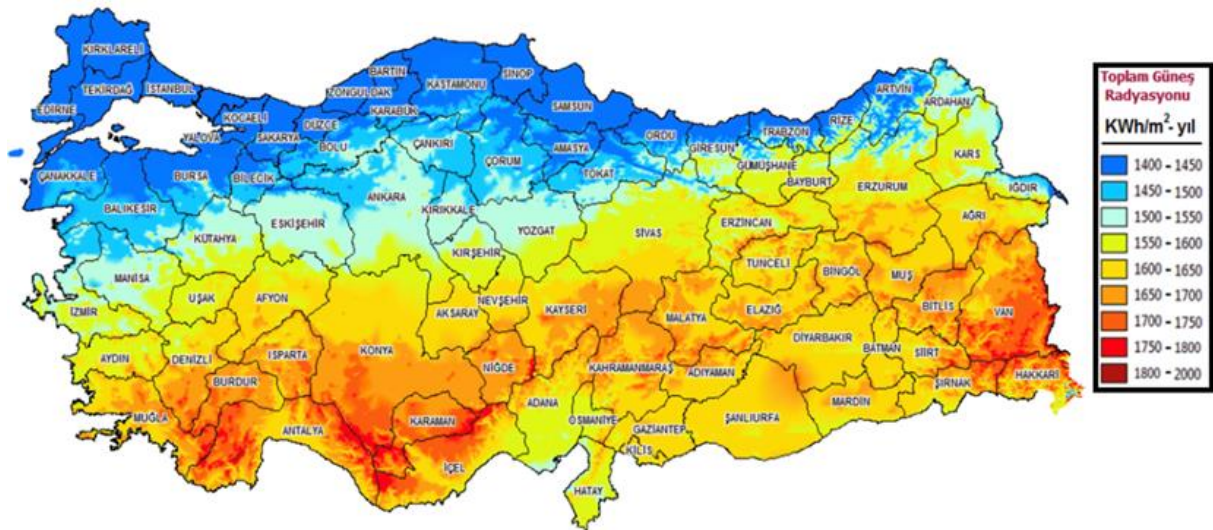 KIRKLARELİ
TEKİRDAĞ
İSTANBUL
EDİRNE
KOCAELİ
YALOVA
SAKARYA
DÜZCE
ZONGULDAK
BARTIN
KARABÜK
KASTAMONU
SİNOP
SAMSUN
ORDU
GİRESUN
TRABZON
RİZE
ARTVİN
ARDAHAN
ÇANAKKALE
BURSA
BİLECİK
BOLU
ÇANKIRI
ÇORUM
AMASYA
TOKAT
GÜMÜŞHANE
BAYBURT
ERZURUM
KARS
IĞDIR
BALIKESİR
KÜTAHYA
ESKİŞEHİR
ANKARA
KIRIKKALE
YOZGAT
SİVAS
ERZİNCAN
AĞRI
MANİSA
UŞAK
AFYON
KIRŞEHİR
NEVŞEHİR
AKSARAY
KAYSERİ
MALATYA
TUNCELİ
ELAZIĞ
BİNGÖL
MUŞ
BİTLİS
VAN
İZMİR
AYDIN
DENİZLİ
ISPARTA
BURDUR
KONYA
NİĞDE
KAHRAMANMARAŞ
ADIYAMAN
DİYARBAKIR
BATMAN
SİİRT
ŞIRNAK
HAKKARİ
MUĞLA
ANTALYA
KARAMAN
İÇEL
ADANA
OSMANİYE
GAZİANTEP
KİLİS
ŞANLIURFA
MARDİN
HATAY
Toplam Güneş
Radyasyonu
KWh/m²- yıl
1400 - 1450
1450 - 1500
1500 - 1550
1550 - 1600
1600 - 1650
1650 - 1700
1700 - 1750
1750 - 1800
1800 - 2000